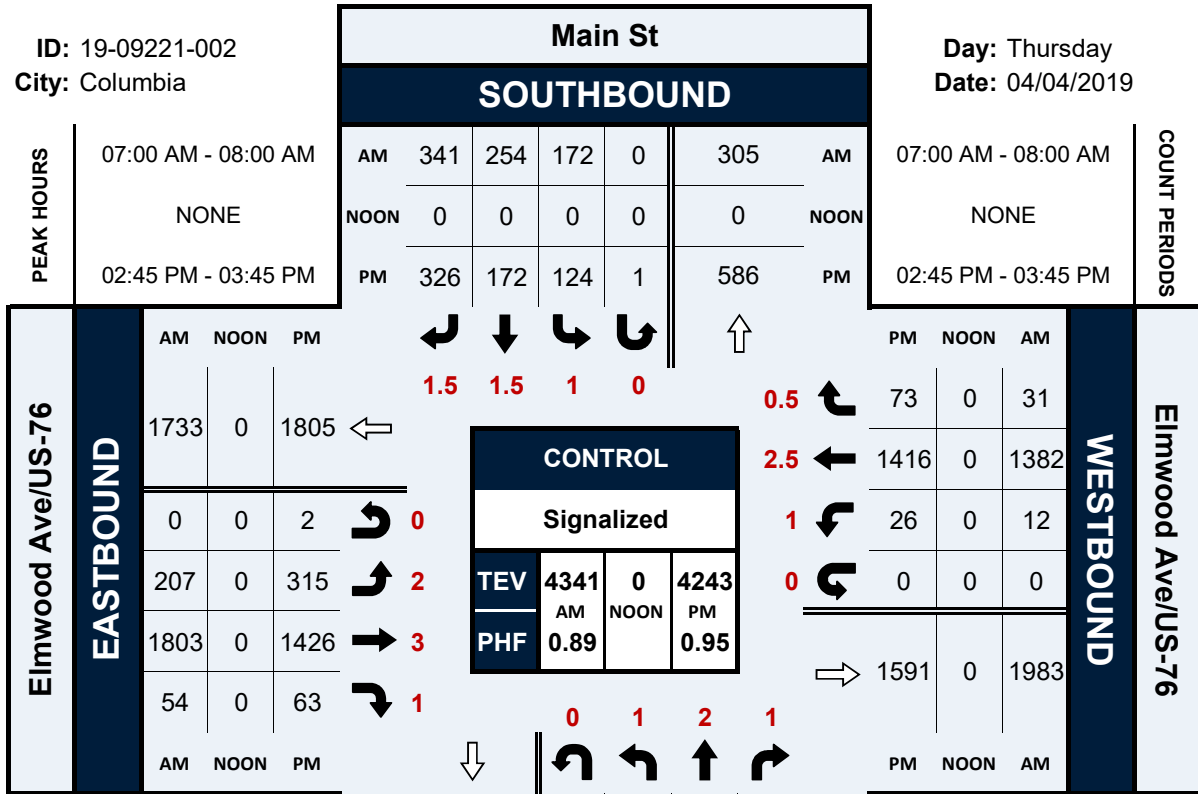 Main St
ID: 19-09221-002
City: Columbia
Day: Thursday
Date: 04/04/2019
SOUTHBOUND
PEAK HOURS
07:00 AM - 08:00 AM
NONE
02:45 PM - 03:45 PM
AM 341 254 172 0 305 AM
NOON 0 0 0 0 0 NOON
PM 326 172 124 1 586 PM
07:00 AM - 08:00 AM
NONE
02:45 PM - 03:45 PM
COUNT PERIODS
1.5 1.5 1 0
Elmwood Ave/US-76
EASTBOUND
AM NOON PM
1733 0 1805
0 0 2 0
207 0 315 2
1803 0 1426 3
54 0 63 1
AM NOON PM
CONTROL
Signalized
TEV 4341 0 4243
AM NOON PM
PHF 0.89 0.95
PM NOON AM
0.5 73 0 31
2.5 1416 0 1382
1 26 0 12
0 0 0 0
1591 0 1983
PM NOON AM
WESTBOUND
Elmwood Ave/US-76
0 1 2 1